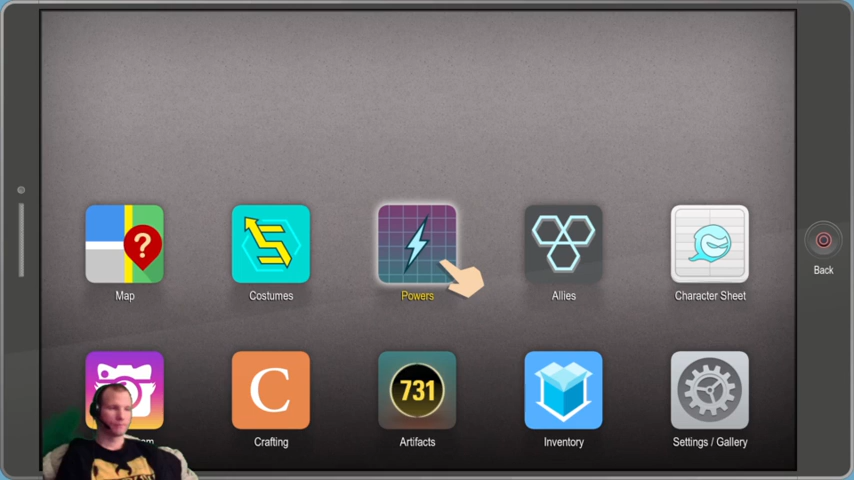 ?
Map
Costumes
Powers
Allies
Character Sheet
Back
C
731
Crafting
Artifacts
Inventory
Settings / Gallery